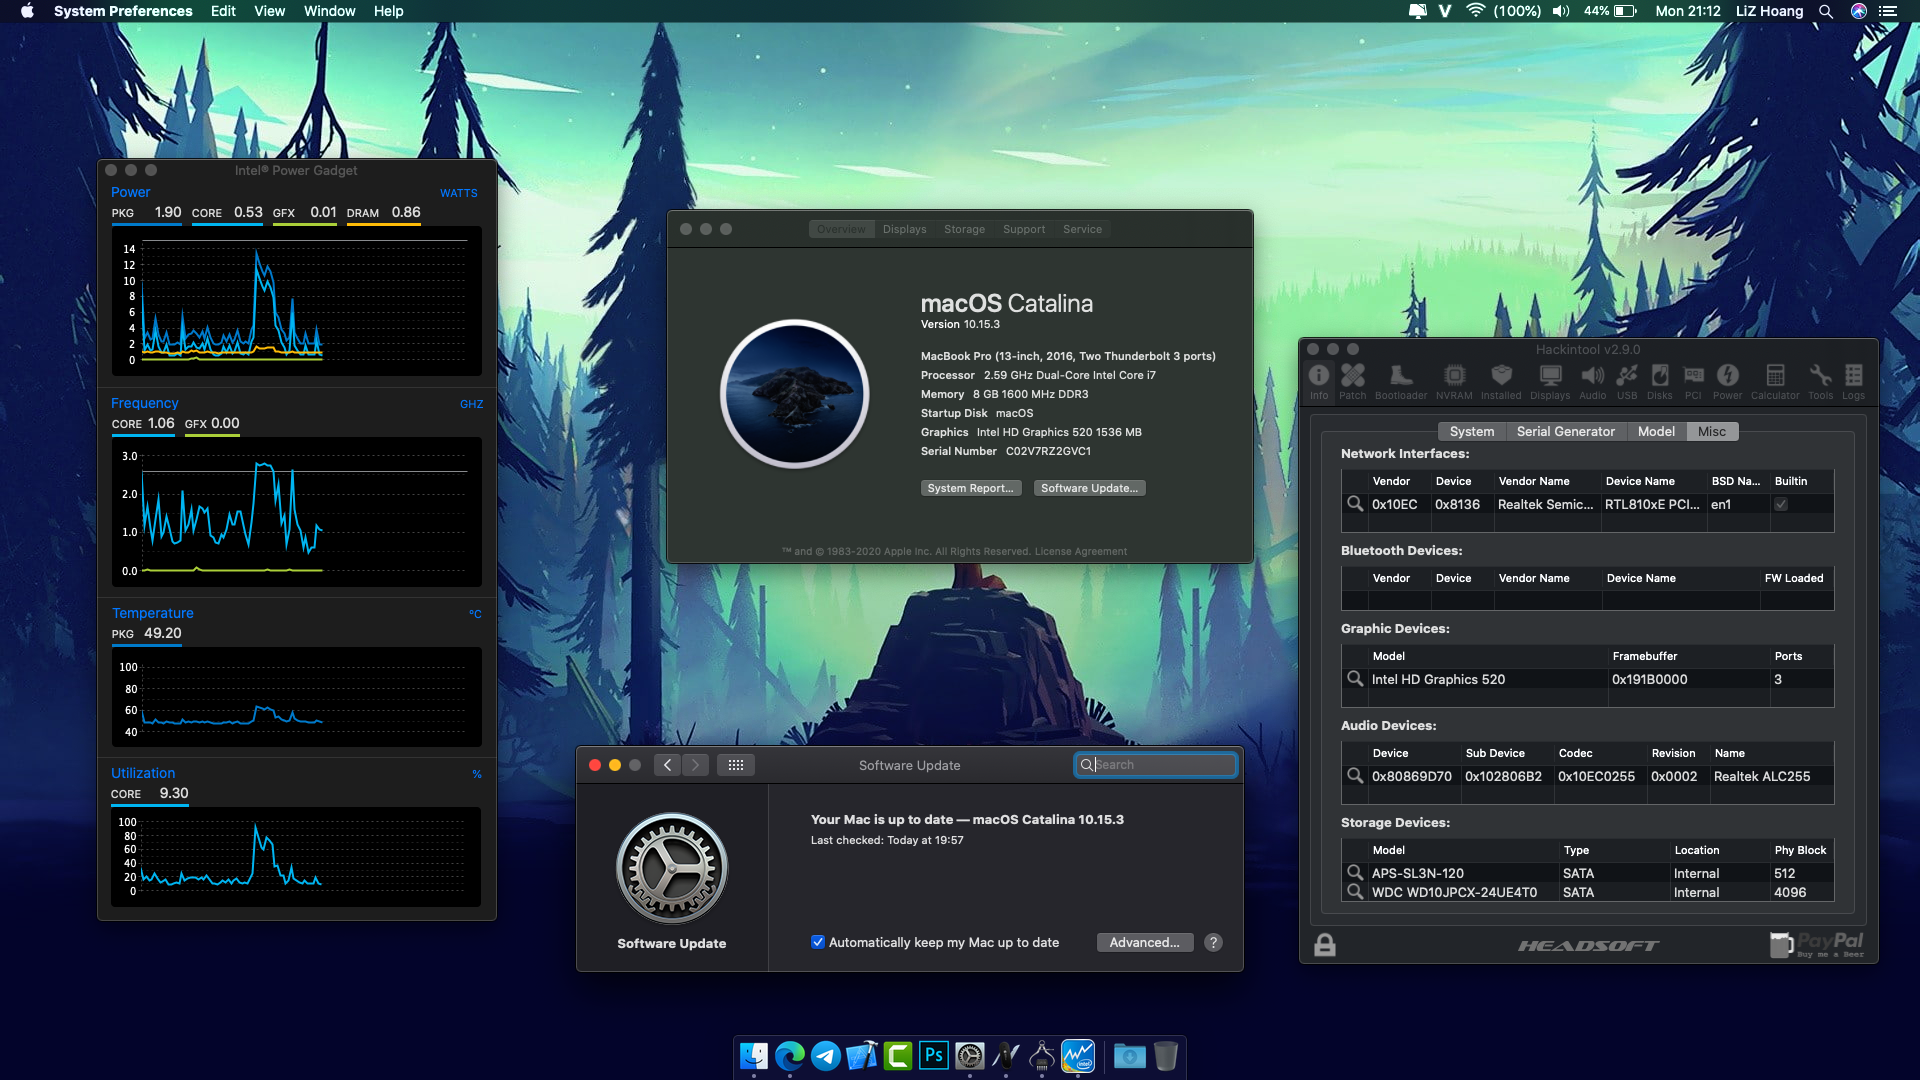 System Preferences Edit View Window Help
V (100%) 44% Mon 21:12 LiZ Hoang
Intel® Power Gadget
Power WATTS
PKG 1.90 CORE 0.53 GFX 0.01 DRAM 0.86
14
12
10
8
6
4
2
0
Frequency GHZ
CORE 1.06 GFX 0.00
3.0
2.0
1.0
0.0
Temperature °C
PKG 49.20
100
80
60
40
Utilization %
CORE 9.30
100
80
60
40
20
0
Overview Displays Storage Support Service
macOS Catalina
Version 10.15.3
MacBook Pro (13-inch, 2016, Two Thunderbolt 3 ports)
Processor 2.59 GHz Dual-Core Intel Core i7
Memory 8 GB 1600 MHz DDR3
Startup Disk macOS
Graphics Intel HD Graphics 520 1536 MB
Serial Number C02V7RZ2GVC1
System Report... Software Update...
™ and © 1983-2020 Apple Inc. All Rights Reserved. License Agreement
Software Update
Search
Your Mac is up to date — macOS Catalina 10.15.3
Last checked: Today at 19:57
Software Update
Automatically keep my Mac up to date Advanced... ?
Hackintool v2.9.0
Info Patch Bootloader NVRAM Installed Displays Audio USB Disks PCI Power Calculator Tools Logs
System Serial Generator Model Misc
Network Interfaces:
Vendor Device Vendor Name Device Name BSD Na... Builtin
0x10EC 0x8136 Realtek Semic... RTL810xE PCI... en1
Bluetooth Devices:
Vendor Device Vendor Name Device Name FW Loaded
Graphic Devices:
Model Framebuffer Ports
Intel HD Graphics 520 0x191B0000 3
Audio Devices:
Device Sub Device Codec Revision Name
0x80869D70 0x102806B2 0x10EC0255 0x0002 Realtek ALC255
Storage Devices:
Model Type Location Phy Block
APS-SL3N-120 SATA Internal 512
WDC WD10JPCX-24UE4T0 SATA Internal 4096
HEADSOFT
PayPal
Buy me a Beer
Ps
intel